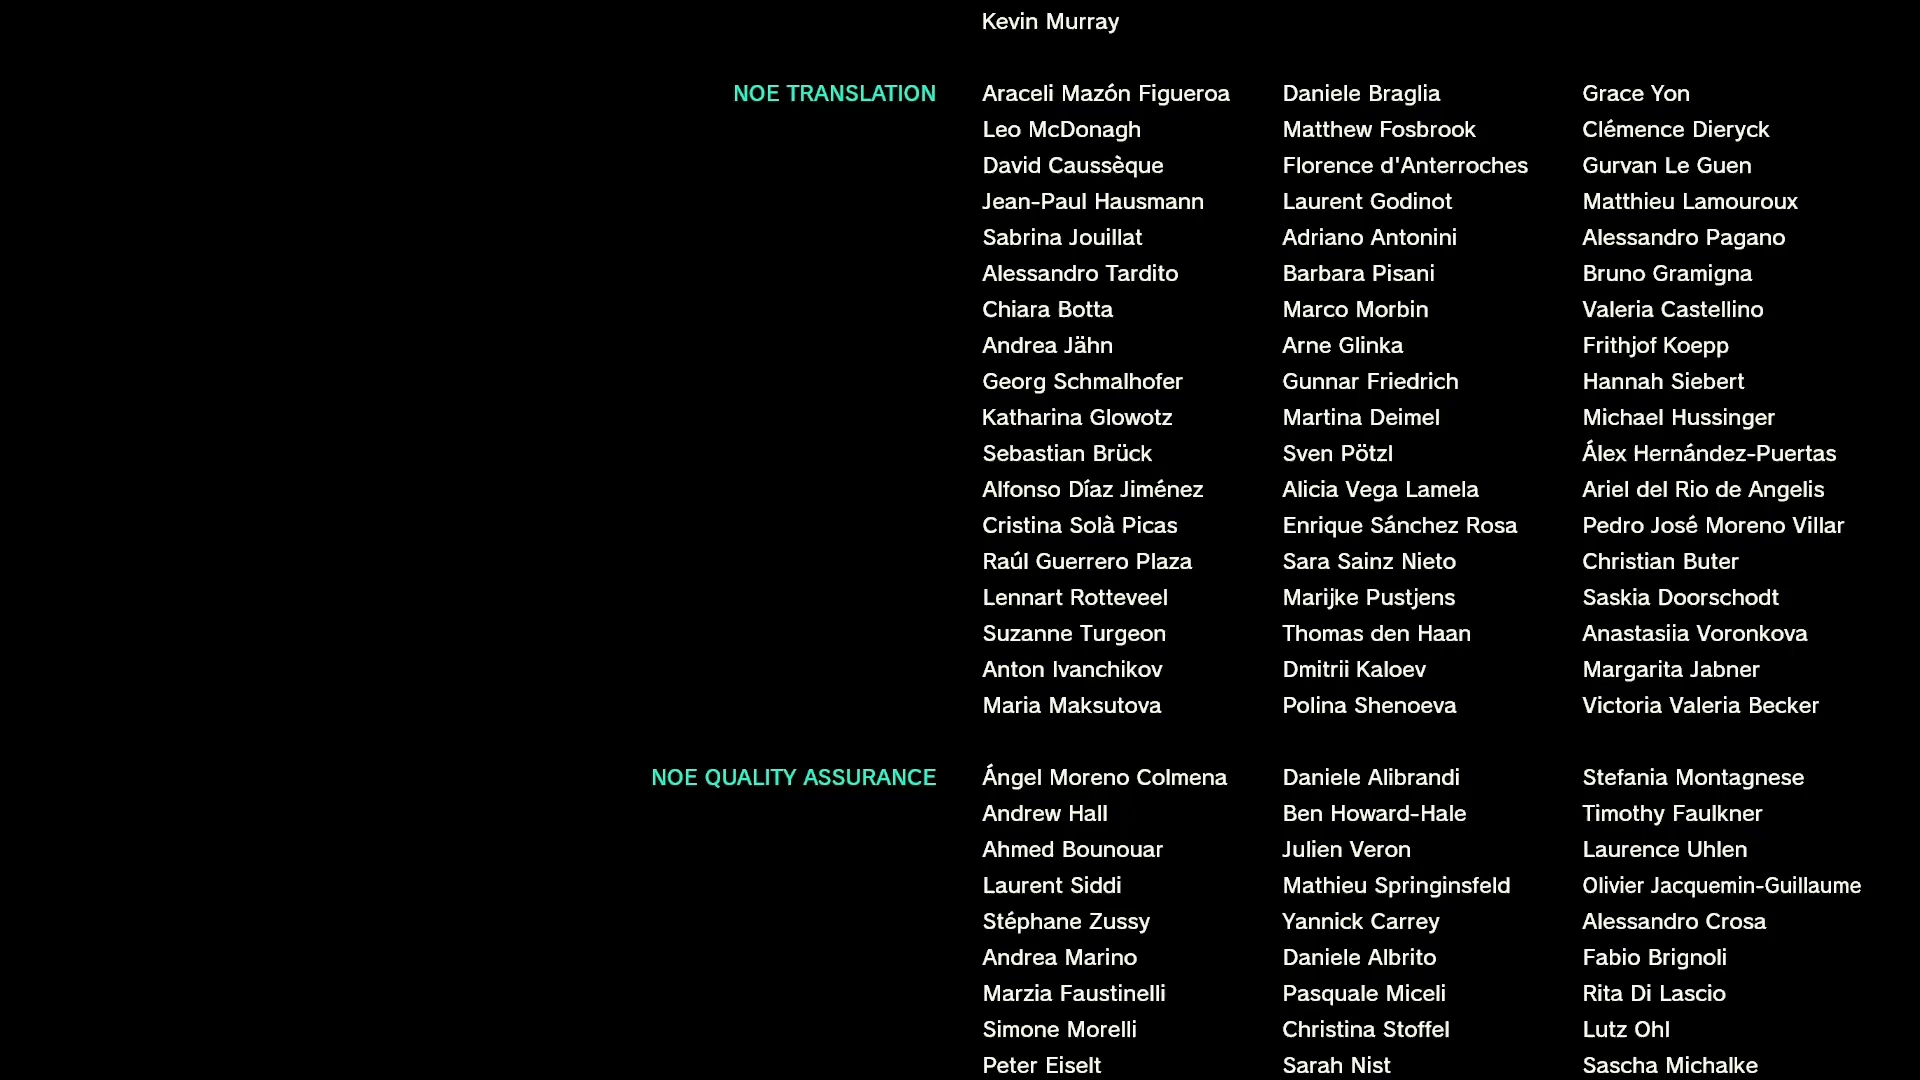 Kevin Murray
NOE TRANSLATION Araceli Mazón Figueroa Daniele Braglia Grace Yon
Leo McDonagh Matthew Fosbrook Clémence Dieryck
David Caussèque Florence d'Anterroches Gurvan Le Guen
Jean-Paul Hausmann Laurent Godinot Matthieu Lamouroux
Sabrina Jouillat Adriano Antonini Alessandro Pagano
Alessandro Tardito Barbara Pisani Bruno Gramigna
Chiara Botta Marco Morbin Valeria Castellino
Andrea Jähn Arne Glinka Frithjof Koepp
Georg Schmalhofer Gunnar Friedrich Hannah Siebert
Katharina Glowotz Martina Deimel Michael Hussinger
Sebastian Brück Sven Pötzl Álex Hernández-Puertas
Alfonso Díaz Jiménez Alicia Vega Lamela Ariel del Rio de Angelis
Cristina Solà Picas Enrique Sánchez Rosa Pedro José Moreno Villar
Raúl Guerrero Plaza Sara Sainz Nieto Christian Buter
Lennart Rotteveel Marijke Pustjens Saskia Doorschodt
Suzanne Turgeon Thomas den Haan Anastasiia Voronkova
Anton Ivanchikov Dmitrii Kaloev Margarita Jabner
Maria Maksutova Polina Shenoeva Victoria Valeria Becker
NOE QUALITY ASSURANCE Ángel Moreno Colmena Daniele Alibrandi Stefania Montagnese
Andrew Hall Ben Howard-Hale Timothy Faulkner
Ahmed Bounouar Julien Veron Laurence Uhlen
Laurent Siddi Mathieu Springinsfeld Olivier Jacquemin-Guillaume
Stéphane Zussy Yannick Carrey Alessandro Crosa
Andrea Marino Daniele Albrito Fabio Brignoli
Marzia Faustinelli Pasquale Miceli Rita Di Lascio
Simone Morelli Christina Stoffel Lutz Ohl
Peter Eiselt Sarah Nist Sascha Michalke